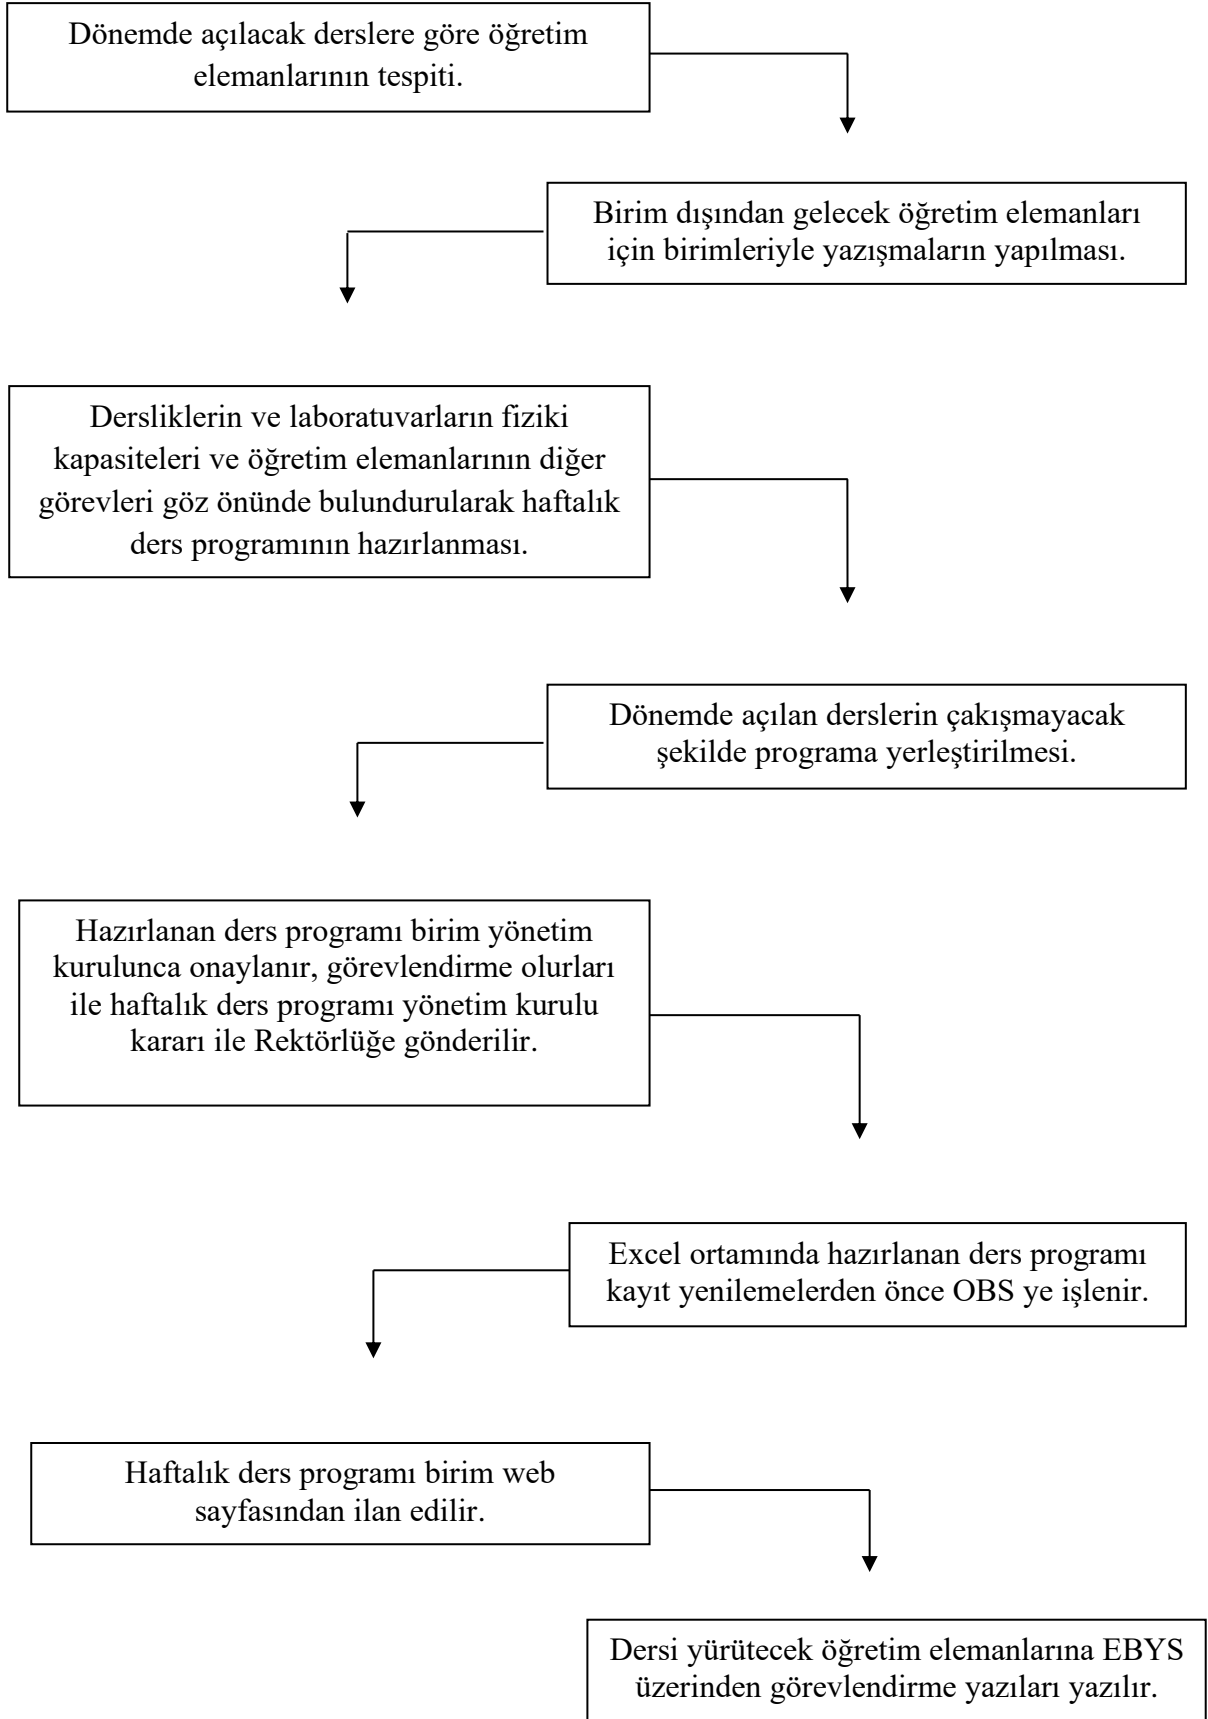 Dönemde açılacak derslere göre öğretim
elemanlarının tespiti.
Birim dışından gelecek öğretim elemanları
için birimleriyle yazışmaların yapılması.
Dersliklerin ve laboratuvarların fiziki
kapasiteleri ve öğretim elemanlarının diğer
görevleri göz önünde bulundurularak haftalık
ders programının hazırlanması.
Dönemde açılan derslerin çakışmayacak
şekilde programa yerleştirilmesi.
Hazırlanan ders programı birim yönetim
kurulunca onaylanır, görevlendirme olurları
ile haftalık ders programı yönetim kurulu
kararı ile Rektörlüğe gönderilir.
Excel ortamında hazırlanan ders programı
kayıt yenilemelerden önce OBS ye işlenir.
Haftalık ders programı birim web
sayfasından ilan edilir.
Dersi yürütecek öğretim elemanlarına EBYS
üzerinden görevlendirme yazıları yazılır.